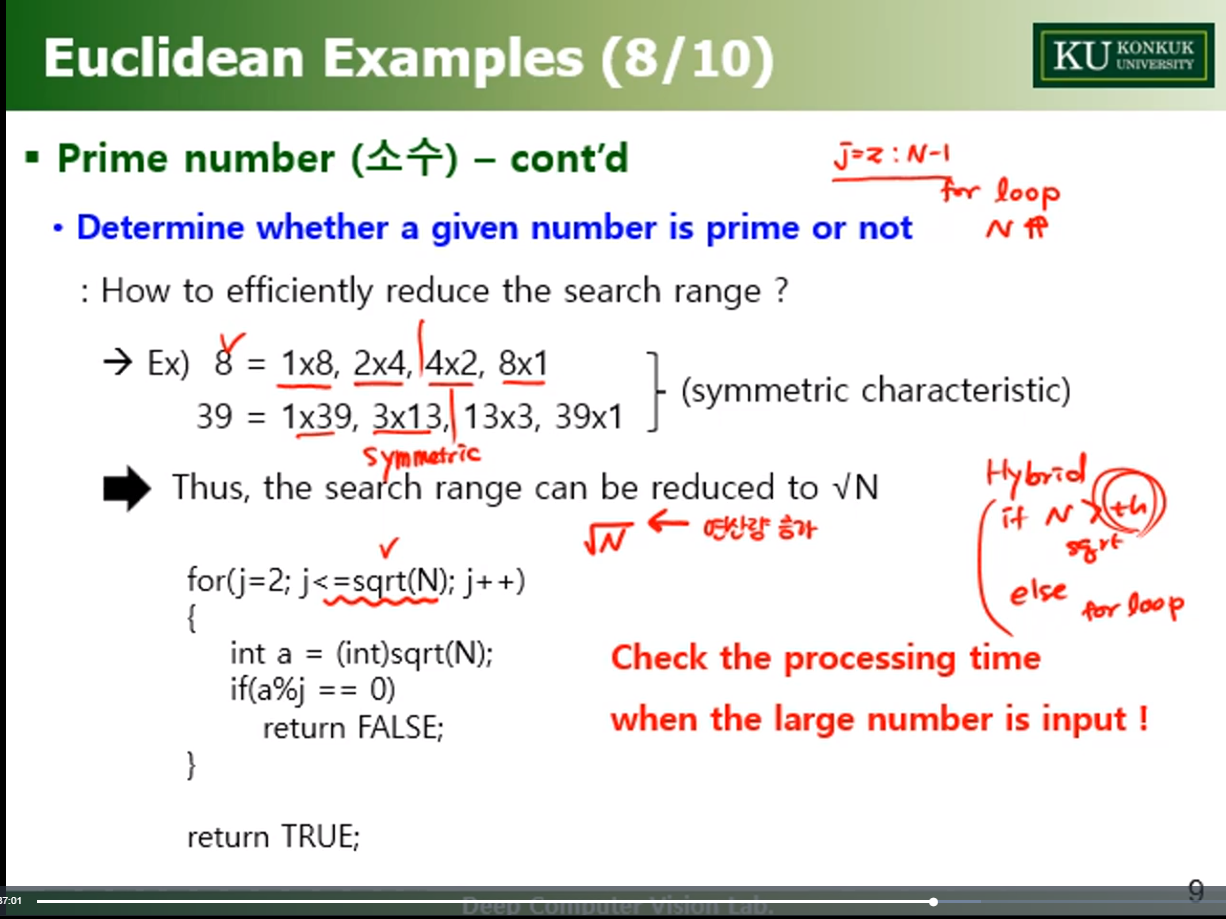 Euclidean Examples (8/10)
KU KONKUK UNIVERSITY
▪ Prime number (소수) – cont'd
j=2 : N-1
for loop
N 쭈
• Determine whether a given number is prime or not
: How to efficiently reduce the search range ?
→ Ex) 8 = 1x8, 2x4, 4x2, 8x1
39 = 1x39, 3x13, 13x3, 39x1
(symmetric characteristic)
symmetric
Thus, the search range can be reduced to √N
√N ← 연산량 증가
Hybrid
if N > th
sqrt
else
for loop
for(j=2; j<=sqrt(N); j++)
{
int a = (int)sqrt(N);
if(a%j == 0)
return FALSE;
}
return TRUE;
Check the processing time
when the large number is input !
37:01
Deep Computer Vision Lab.
9